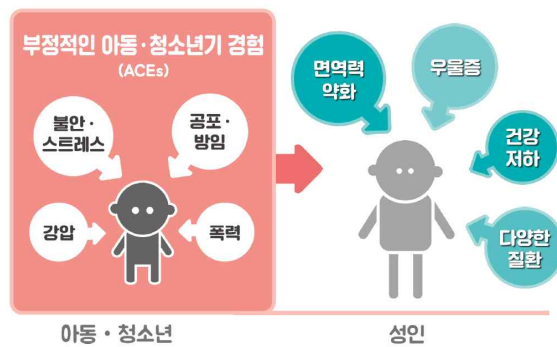 부정적인 아동·청소년기 경험
(ACEs)
불안·
스트레스
공포·
방임
강압
폭력
아동·청소년
면역력
약화
우울증
건강
저하
다양한
질환
성인